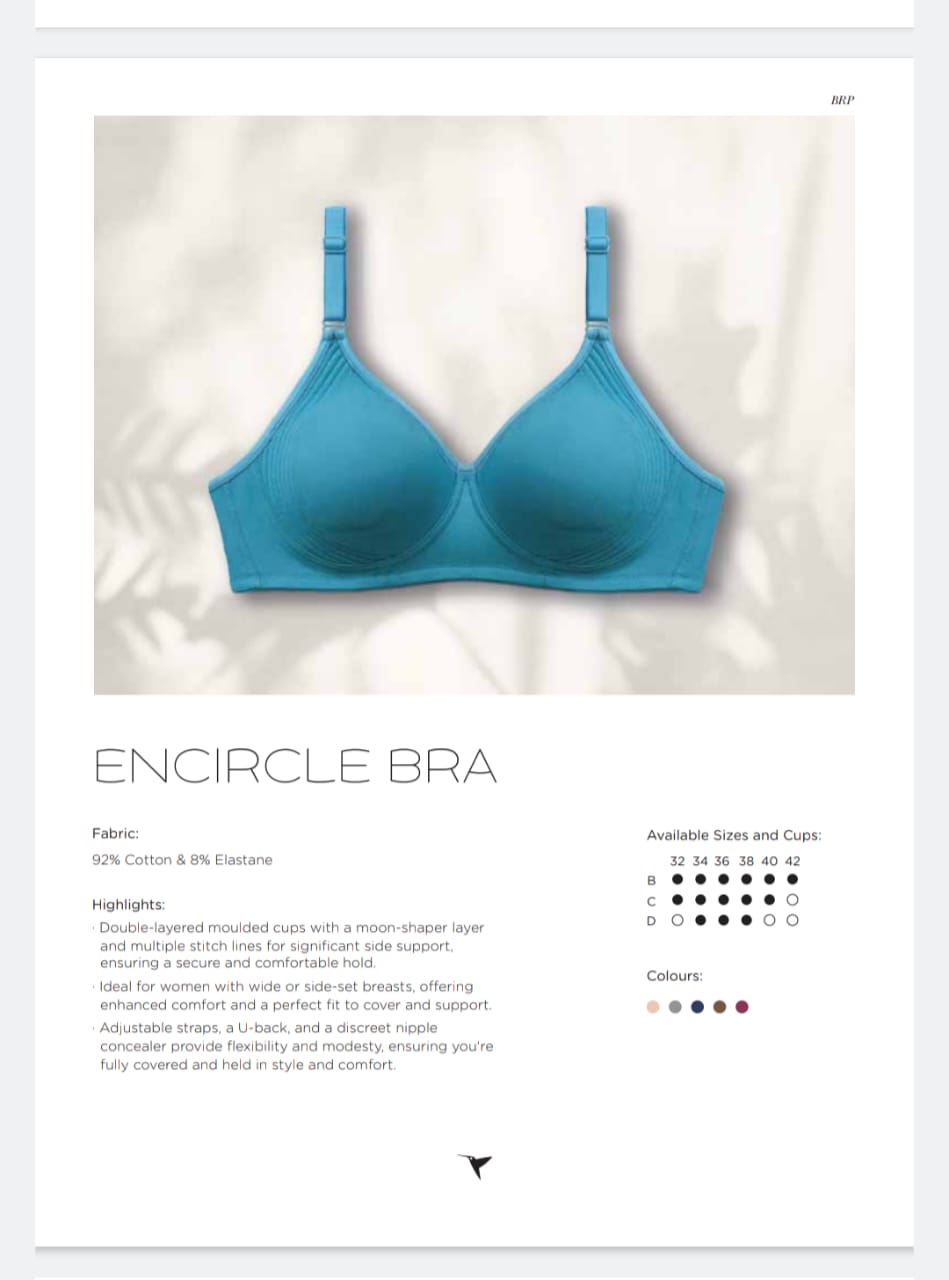 BRP
ENCIRCLE BRA
Fabric:
92% Cotton & 8% Elastane
Highlights:
· Double-layered moulded cups with a moon-shaper layer
and multiple stitch lines for significant side support,
ensuring a secure and comfortable hold.
· Ideal for women with wide or side-set breasts, offering
enhanced comfort and a perfect fit to cover and support.
· Adjustable straps, a U-back, and a discreet nipple
concealer provide flexibility and modesty, ensuring you're
fully covered and held in style and comfort.
Available Sizes and Cups:
32 34 36 38 40 42
B
C
D
Colours: